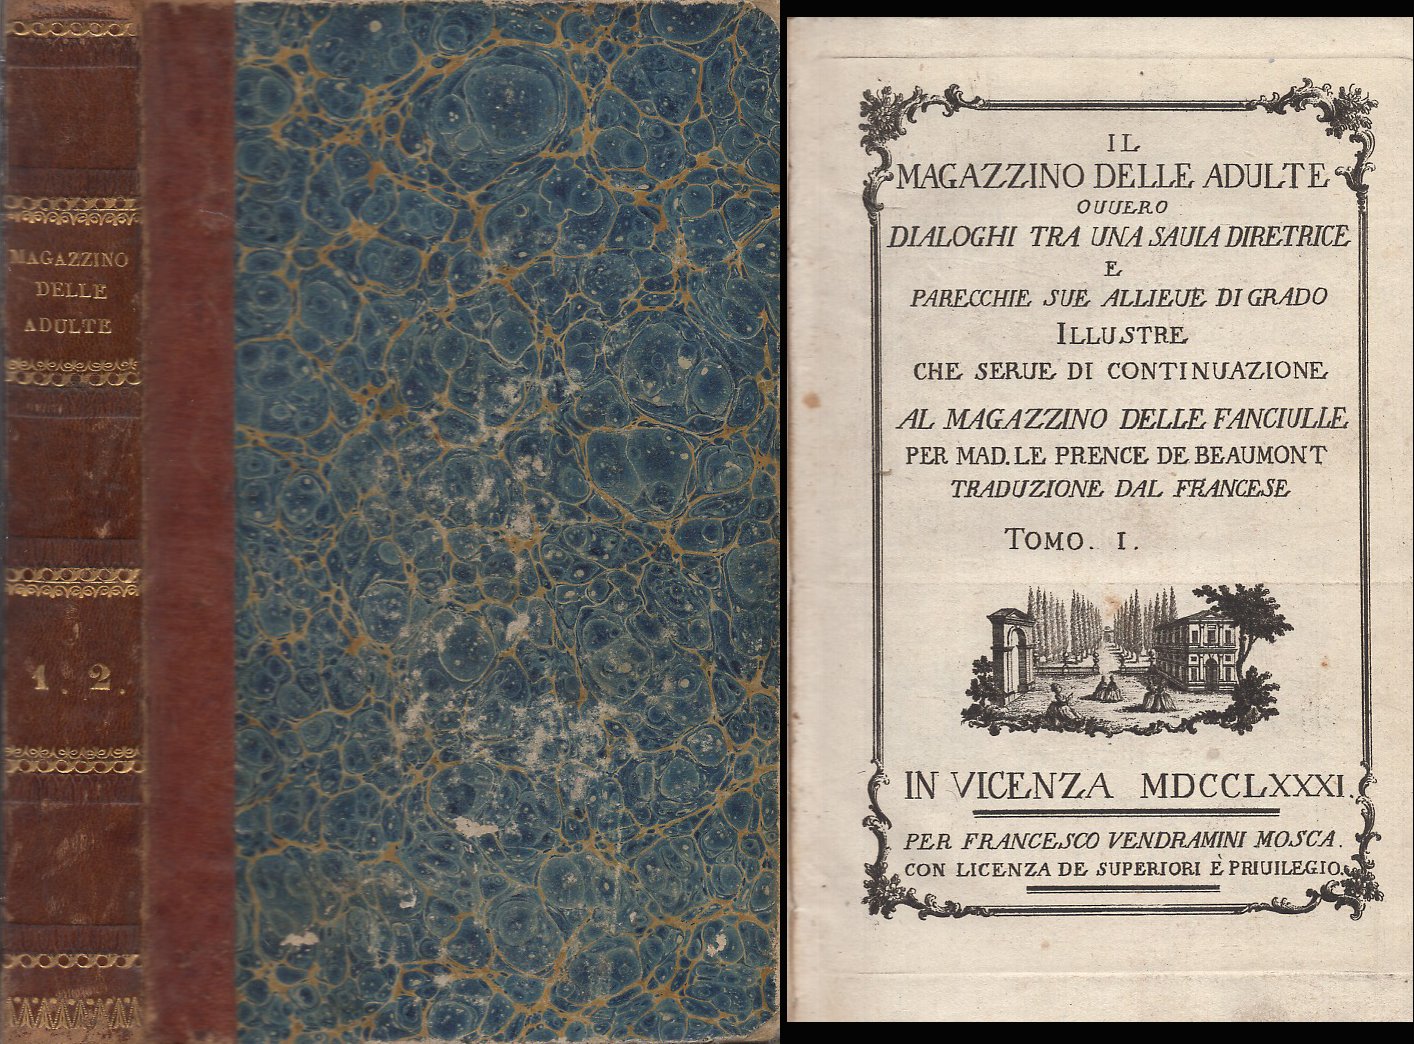 MAGAZZINO
DELLE
ADULTE
1. 2.
IL
MAGAZZINO DELLE ADULTE
OUUERO
DIALOGHI TRA UNA SAUIA DIRETRICE
E
PARECCHIE SUE ALLIEUE DI GRADO
ILLUSTRE
CHE SERUE DI CONTINUAZIONE
AL MAGAZZINO DELLE FANCIULLE
PER MAD. LE PRENCE DE BEAUMONT
TRADUZIONE DAL FRANCESE
TOMO. I.
IN VICENZA MDCCLXXXI.
PER FRANCESCO VENDRAMINI MOSCA.
CON LICENZA DE SUPERIORI È PRIUILEGIO.